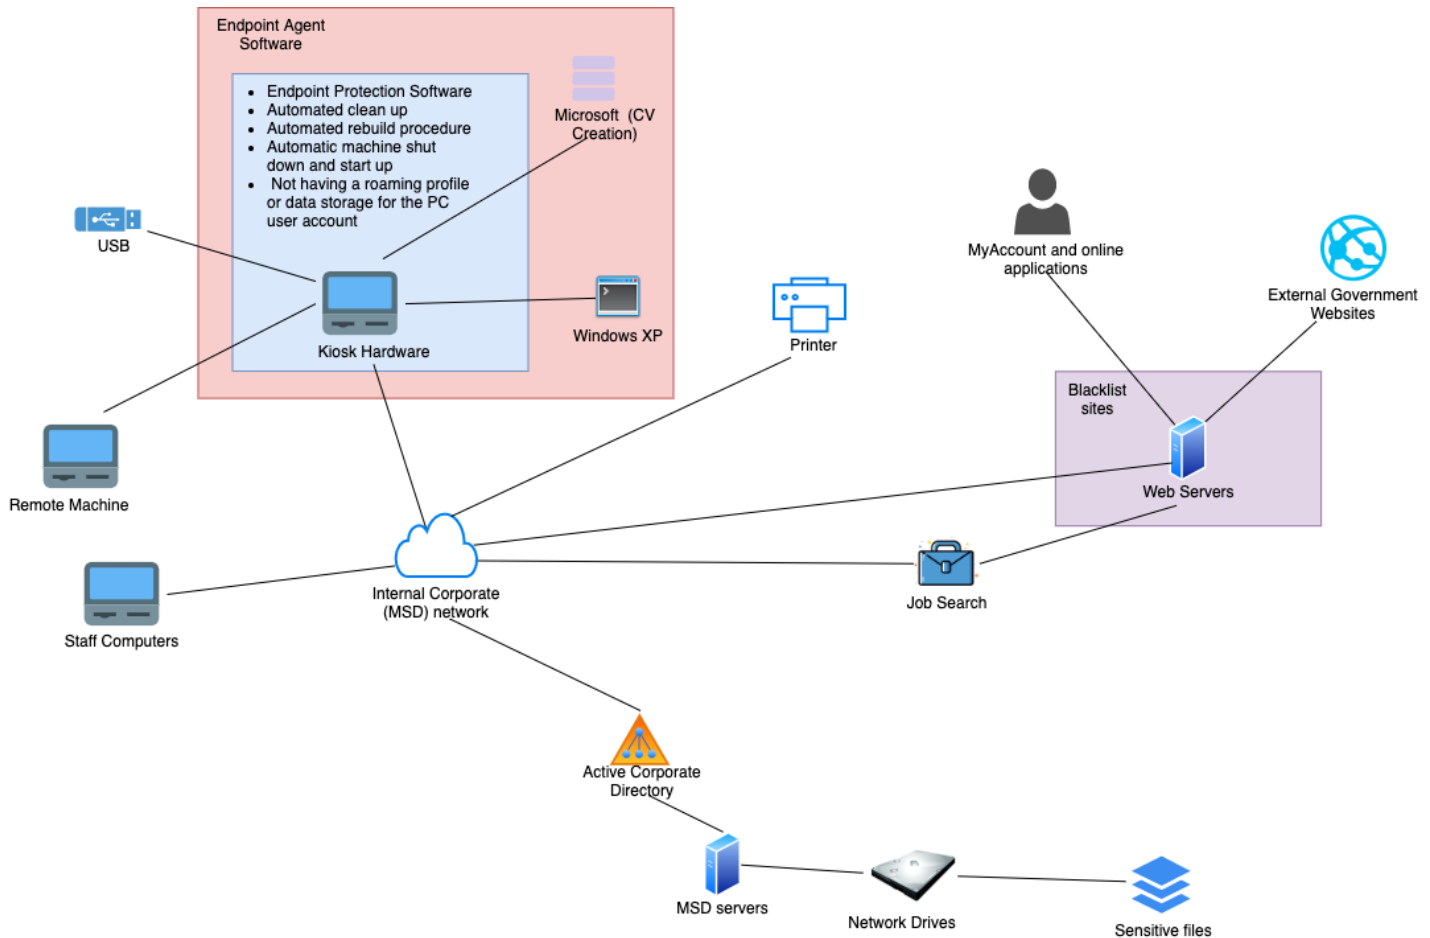 Endpoint Agent
Software
• Endpoint Protection Software
• Automated clean up
• Automated rebuild procedure
• Automatic machine shut
down and start up
• Not having a roaming profile
or data storage for the PC
user account
Microsoft (CV
Creation)
USB
Kiosk Hardware
Windows XP
Printer
MyAccount and online
applications
External Government
Websites
Blacklist
sites
Web Servers
Remote Machine
Staff Computers
Internal Corporate
(MSD) network
Job Search
Active Corporate
Directory
MSD servers
Network Drives
Sensitive files